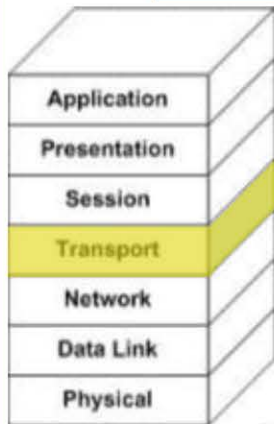 Application
Presentation
Session
Transport
Network
Data Link
Physical